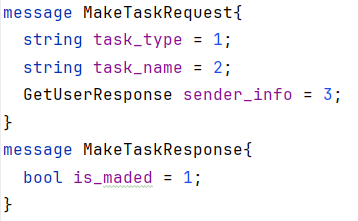 message MakeTaskRequest{
  string task_type = 1;
  string task_name = 2;
  GetUserResponse sender_info = 3;
}
message MakeTaskResponse{
  bool is_maded = 1;
}